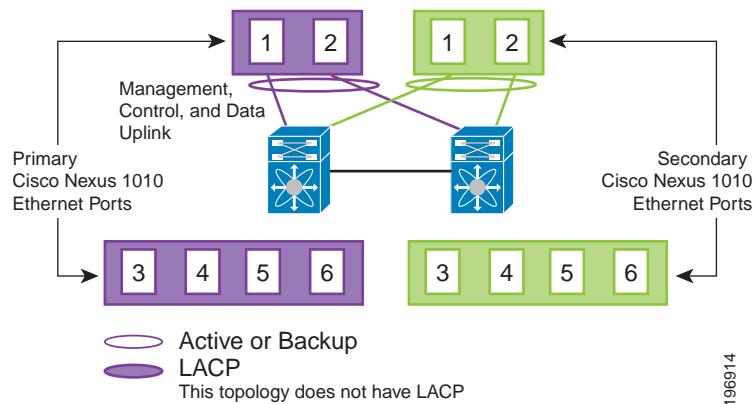 1 2 1 2
Management,
Control, and Data
Uplink
Primary
Cisco Nexus 1010
Ethernet Ports
Secondary
Cisco Nexus 1010
Ethernet Ports
3 4 5 6 3 4 5 6
Active or Backup
LACP
This topology does not have LACP
196914